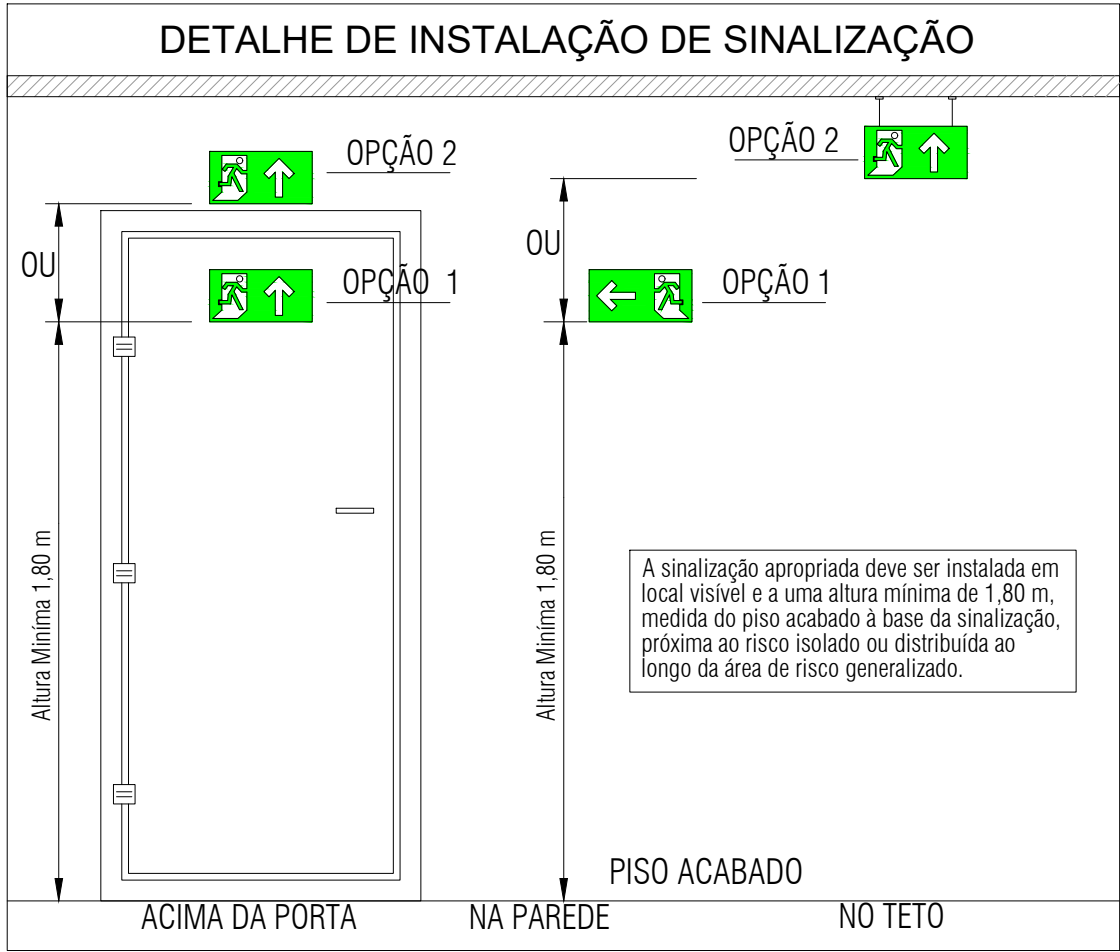 DETALHE DE INSTALAÇÃO DE SINALIZAÇÃO
OPÇÃO 2
OU
OPÇÃO 1
Altura Miníma 1,80 m
ACIMA DA PORTA
OPÇÃO 2
OU
OPÇÃO 1
Altura Miníma 1,80 m
A sinalização apropriada deve ser instalada em
local visível e a uma altura mínima de 1,80 m,
medida do piso acabado à base da sinalização,
próxima ao risco isolado ou distribuída ao
longo da área de risco generalizado.
PISO ACABADO
NA PAREDE
NO TETO